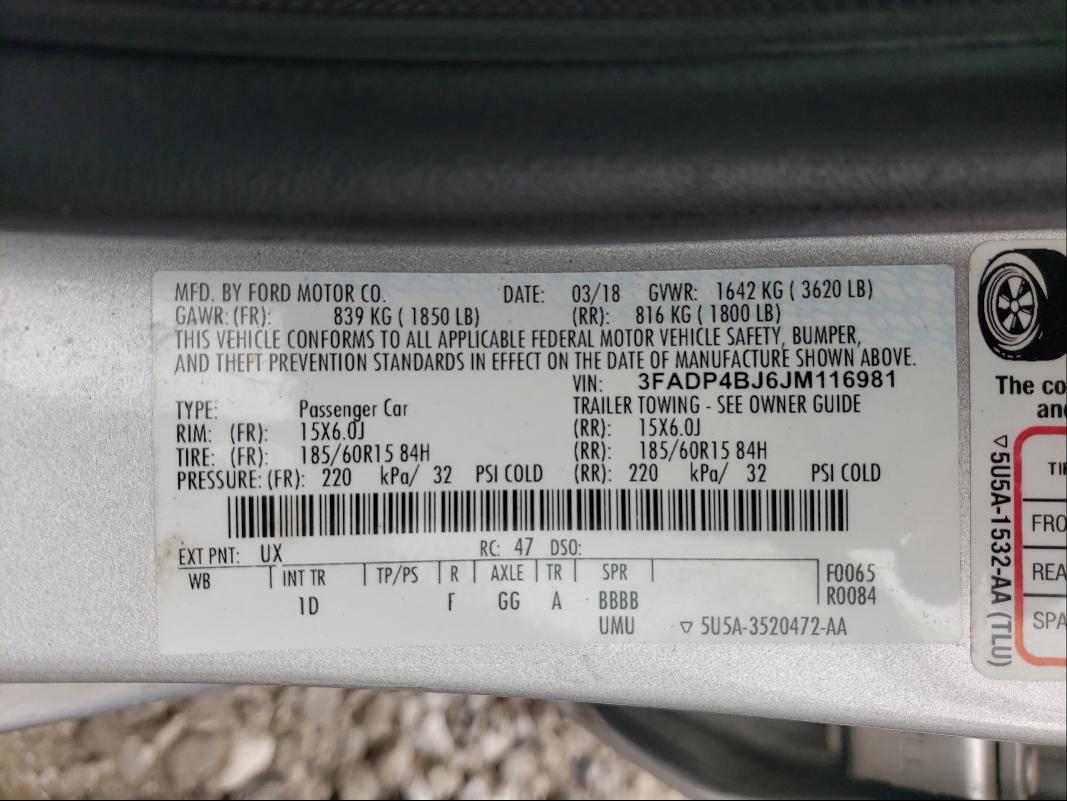 MFD. BY FORD MOTOR CO. DATE: 03/18 GVWR: 1642 KG ( 3620 LB)
GAWR: (FR): 839 KG ( 1850 LB) (RR): 816 KG ( 1800 LB)
THIS VEHICLE CONFORMS TO ALL APPLICABLE FEDERAL MOTOR VEHICLE SAFETY, BUMPER,
AND THEFT PREVENTION STANDARDS IN EFFECT ON THE DATE OF MANUFACTURE SHOWN ABOVE.
VIN: 3FADP4BJ6JM116981
TYPE: Passenger Car TRAILER TOWING - SEE OWNER GUIDE
RIM: (FR): 15X6.0J (RR): 15X6.0J
TIRE: (FR): 185/60R15 84H (RR): 185/60R15 84H
PRESSURE: (FR): 220 kPa/ 32 PSI COLD (RR): 220 kPa/ 32 PSI COLD
EXT PNT: UX RC: 47 DSO:
WB INT TR TP/PS R AXLE TR SPR F0065
1D F GG A BBBB R0084
UMU ▽ 5U5A-3520472-AA
The co
and
▽5U5A-1532-AA (TLU)
TI
FRO
REA
SPA